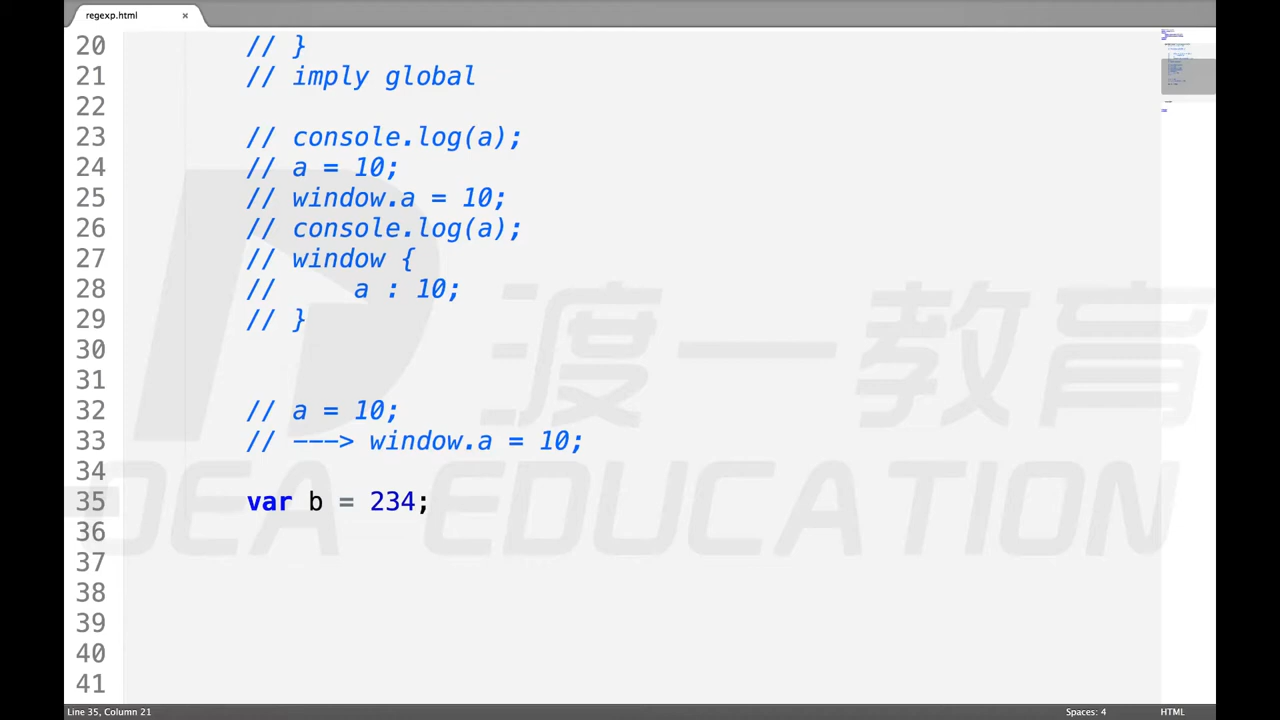 regexp.html ×
20 // }
21 // imply global
22
23 // console.log(a);
24 // a = 10;
25 // window.a = 10;
26 // console.log(a);
27 // window {
28 //     a : 10;
29 // }
30
31
32 // a = 10;
33 // ---> window.a = 10;
34
35 var b = 234;
36
37
38
39
40
41
渡一教育
DEA EDUCATION
Line 35, Column 21 Spaces: 4 HTML